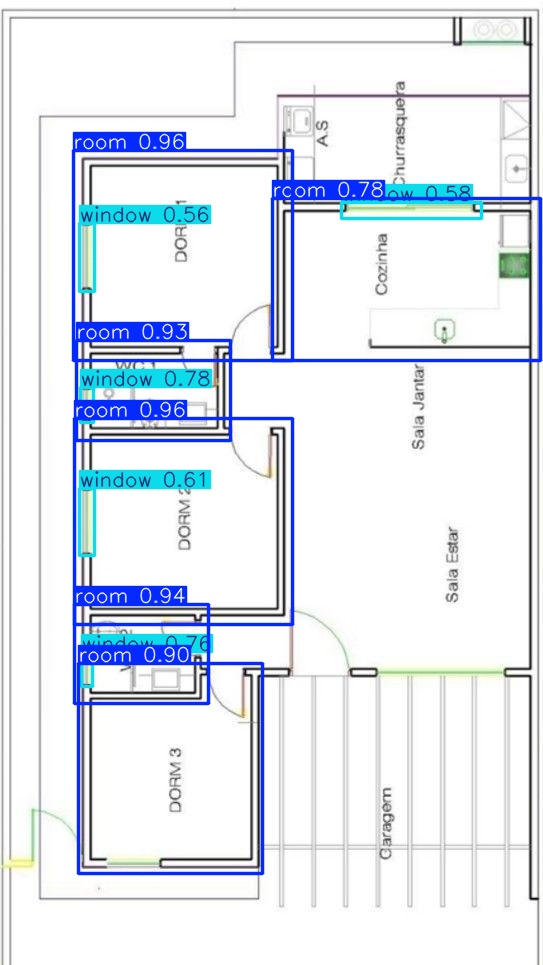 room 0.96
A.S
Churrasquera
room 0.78
0.58
window 0.56
DORM 1
Cozinha
room 0.93
WC 1
window 0.78
room 0.96
Sala Jantar
window 0.61
DORM 2
Sala Estar
room 0.94
window 0.76
room 0.90
DORM 3
Garagem